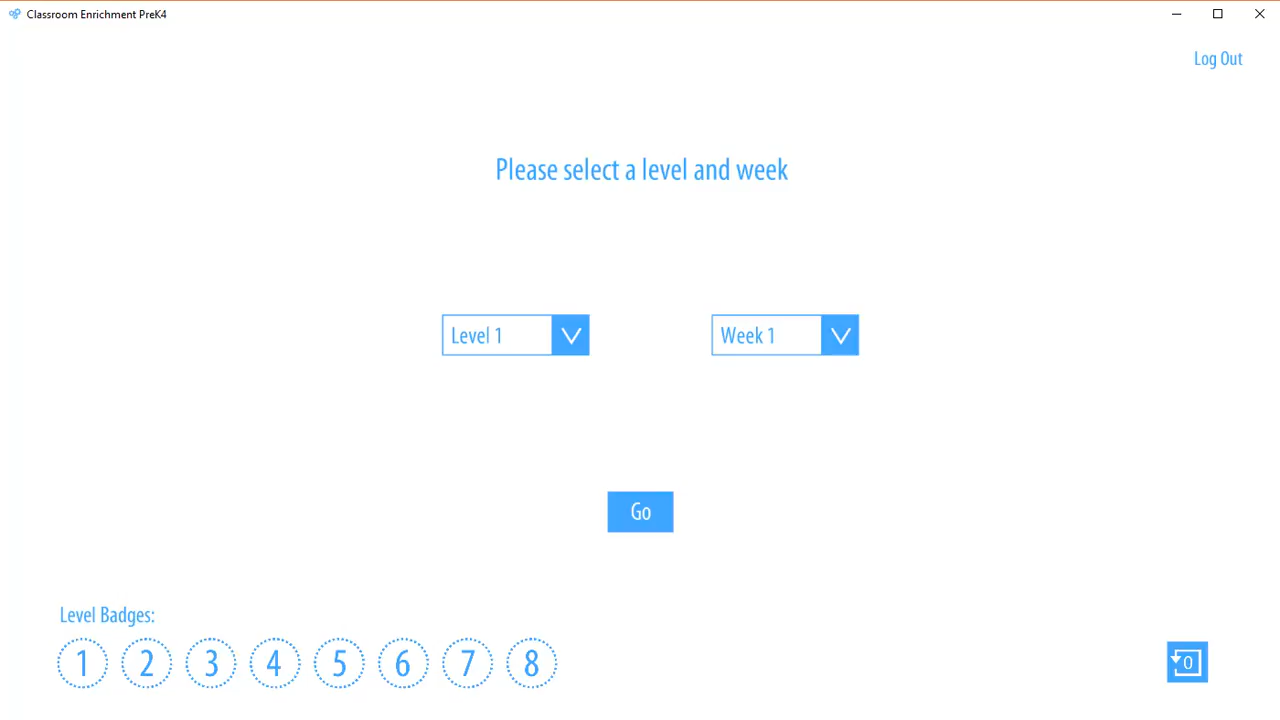 Classroom Enrichment PreK4
Log Out
Please select a level and week
Level 1
Week 1
Go
Level Badges:
1 2 3 4 5 6 7 8
0